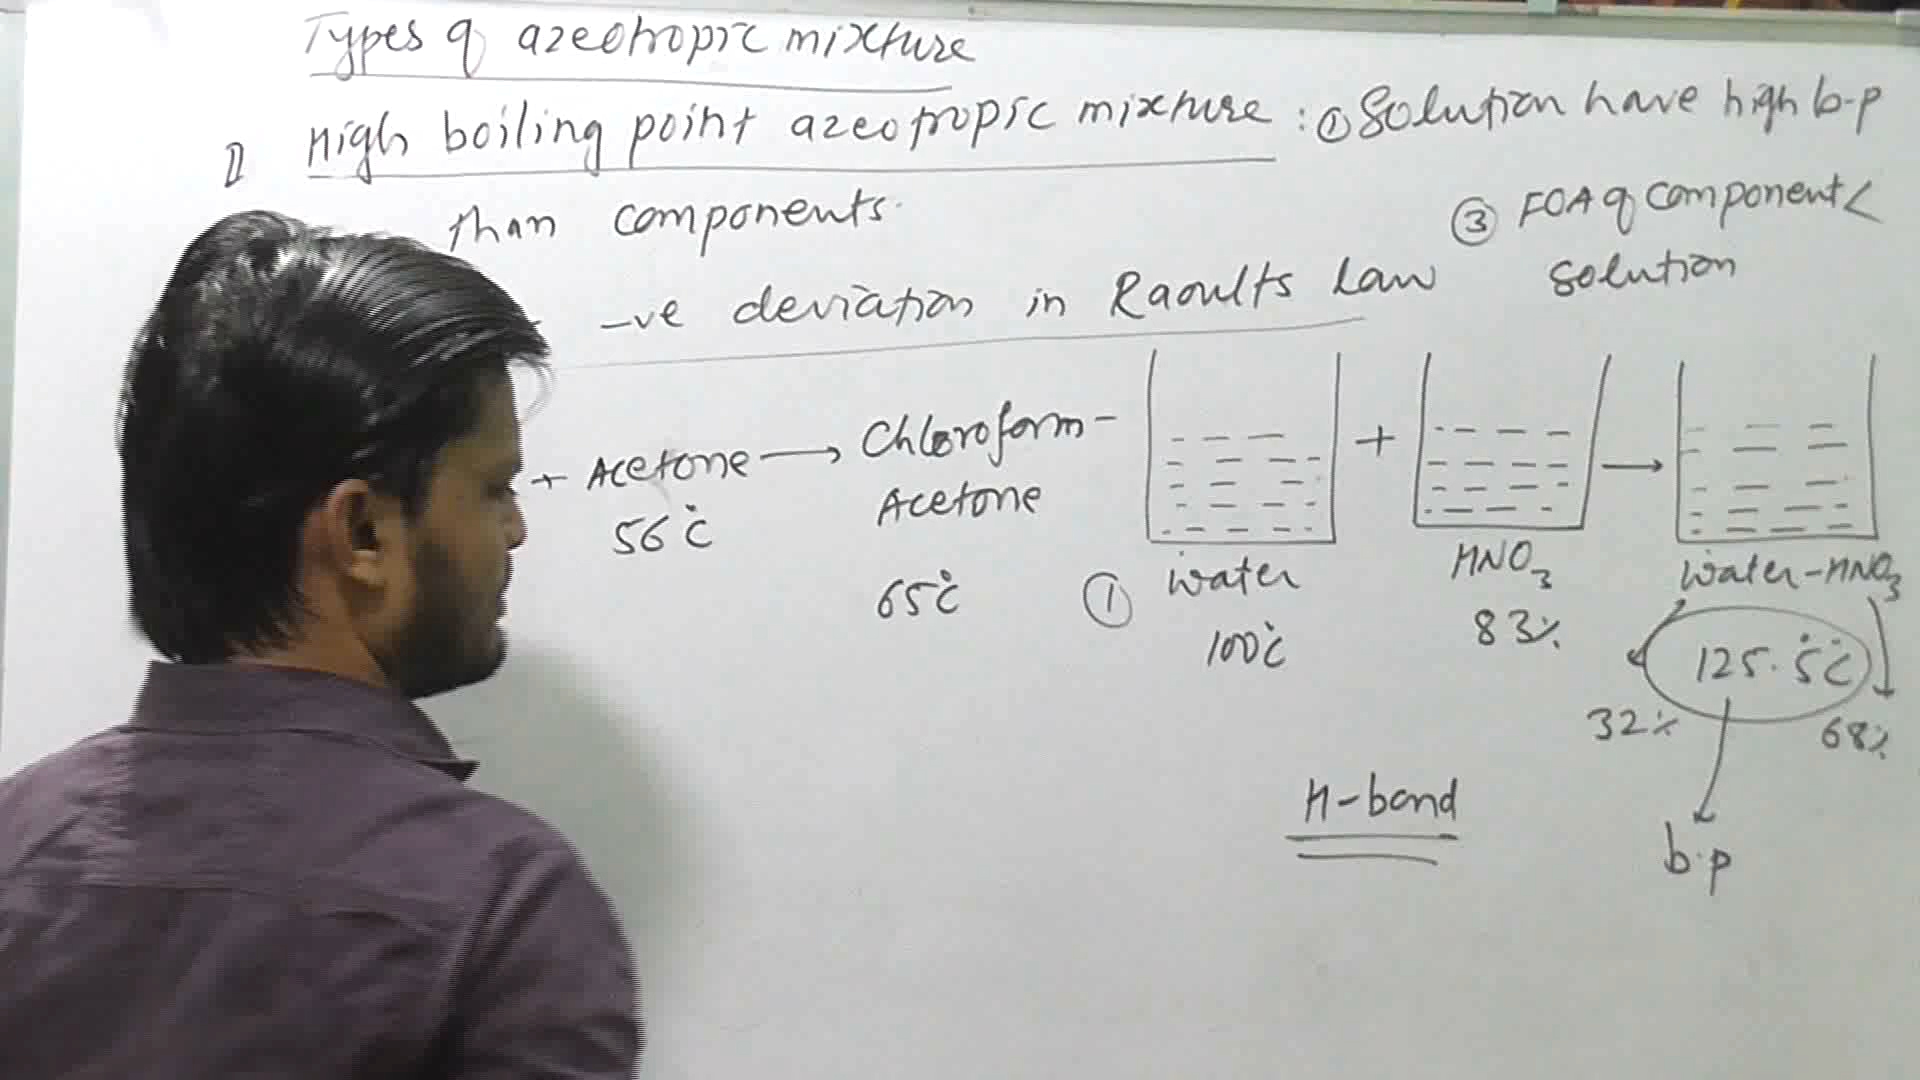 Types of azeotropic mixture
1) High boiling point azeotropic mixture : ① Solution have high b.p
than components.
③ FOA of component <
solution
-ve deviation in Raoults Law
+ Acetone → Chloroform-
Acetone
56°C
65°C
+ →
① water
100°C
HNO3
83%
water-HNO3
125.5°C
32%
68%
H-bond
b.p